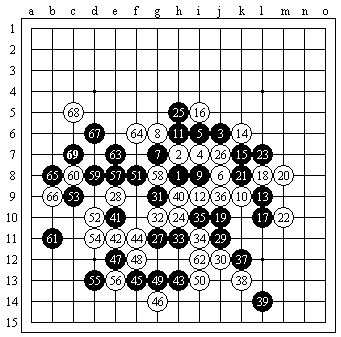 a b c d e f g h i j k l m n o
1
2
3
4
5 68 25 16
6 67 64 8 11 5 3 14
7 69 63 7 2 4 26 15 23
8 65 60 59 57 51 58 1 9 6 21 18 20
9 66 53 28 31 40 12 36 10 13
10 52 41 32 24 35 19 17 22
11 61 54 42 44 27 33 34 29
12 47 48 62 30 37
13 55 56 45 49 43 50 38
14 46 39
15